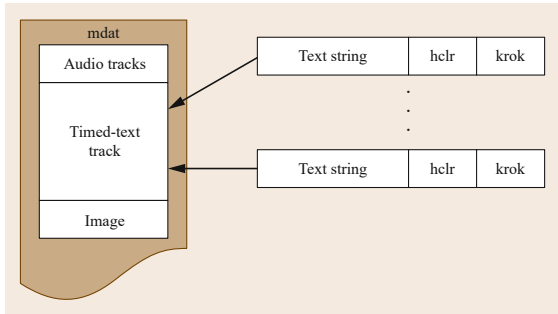 mdat
Audio tracks
Timed-text
track
Image
Text string hclr krok
Text string hclr krok